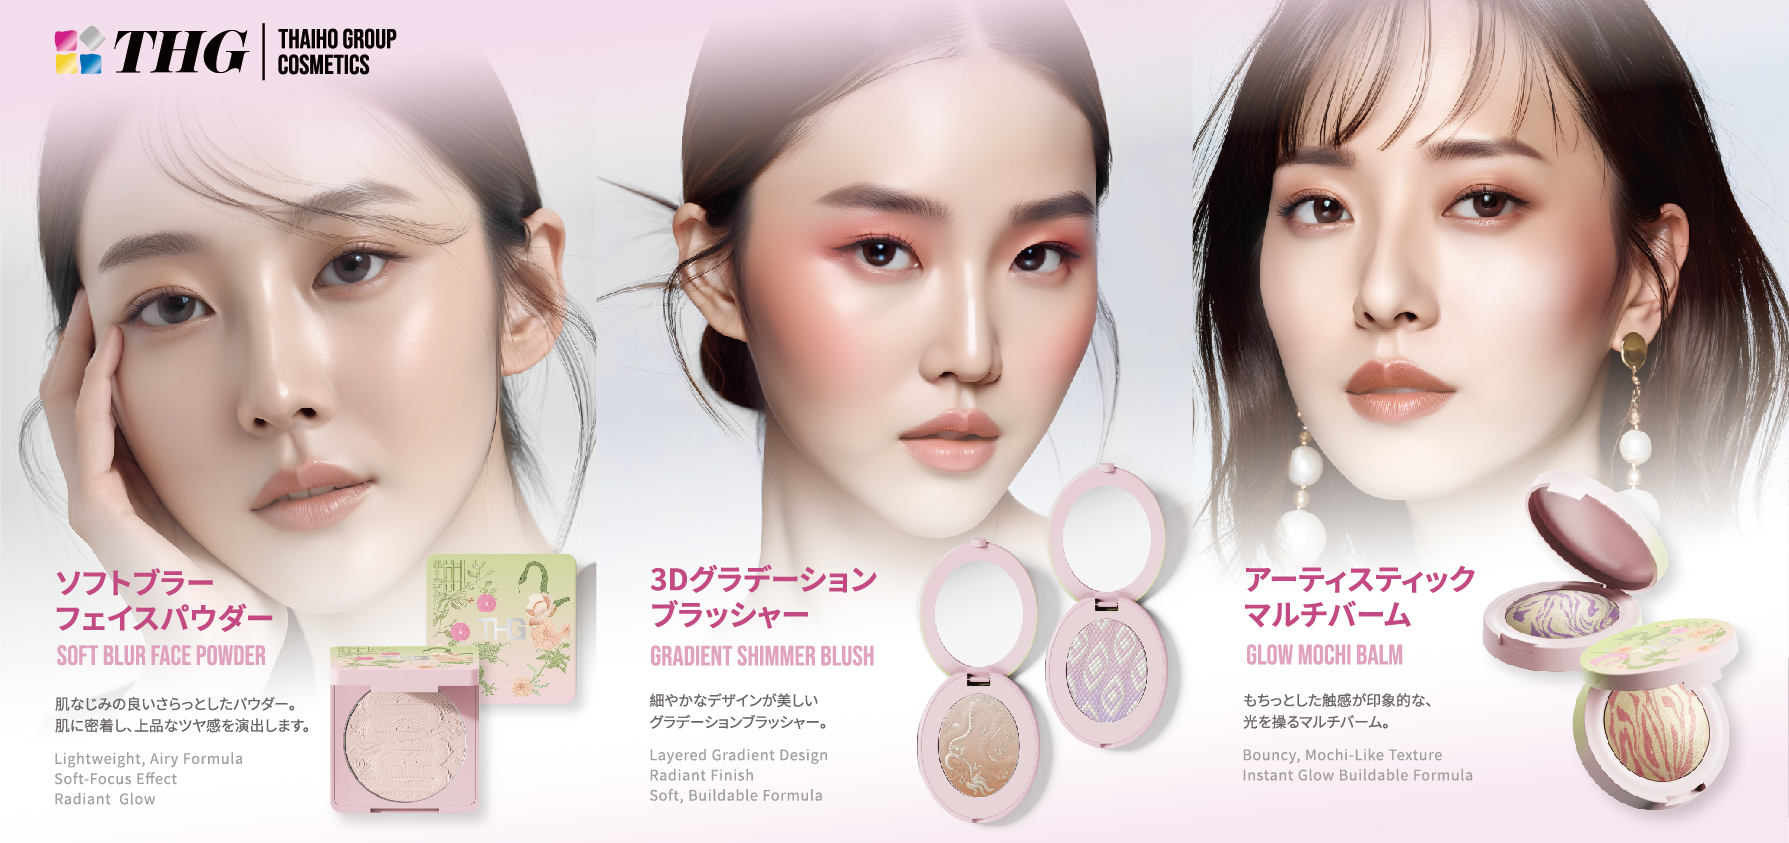 THG
THAIHO GROUP
COSMETICS
ソフトブラー
フェイスパウダー
SOFT BLUR FACE POWDER
肌なじみの良いさらっとしたパウダー。
肌に密着し、上品なツヤ感を演出します。
Lightweight, Airy Formula
Soft-Focus Effect
Radiant Glow
THG
3Dグラデーション
ブラッシャー
GRADIENT SHIMMER BLUSH
細やかなデザインが美しい
グラデーションブラッシャー。
Layered Gradient Design
Radiant Finish
Soft, Buildable Formula
アーティスティック
マルチバーム
GLOW MOCHI BALM
もちっとした触感が印象的な、
光を操るマルチバーム。
Bouncy, Mochi-Like Texture
Instant Glow Buildable Formula